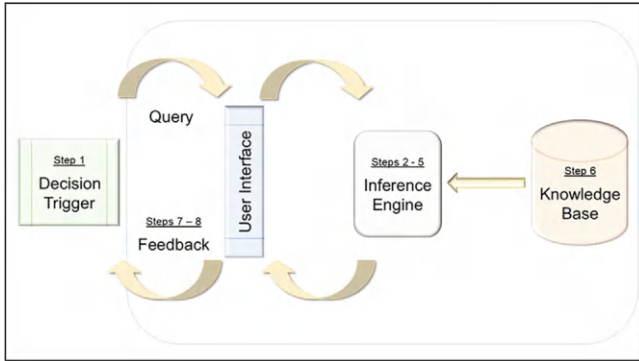 Query
Step 1
Decision
Trigger
Steps 7 – 8
Feedback
User Interface
Steps 2 - 5
Inference
Engine
Step 6
Knowledge
Base